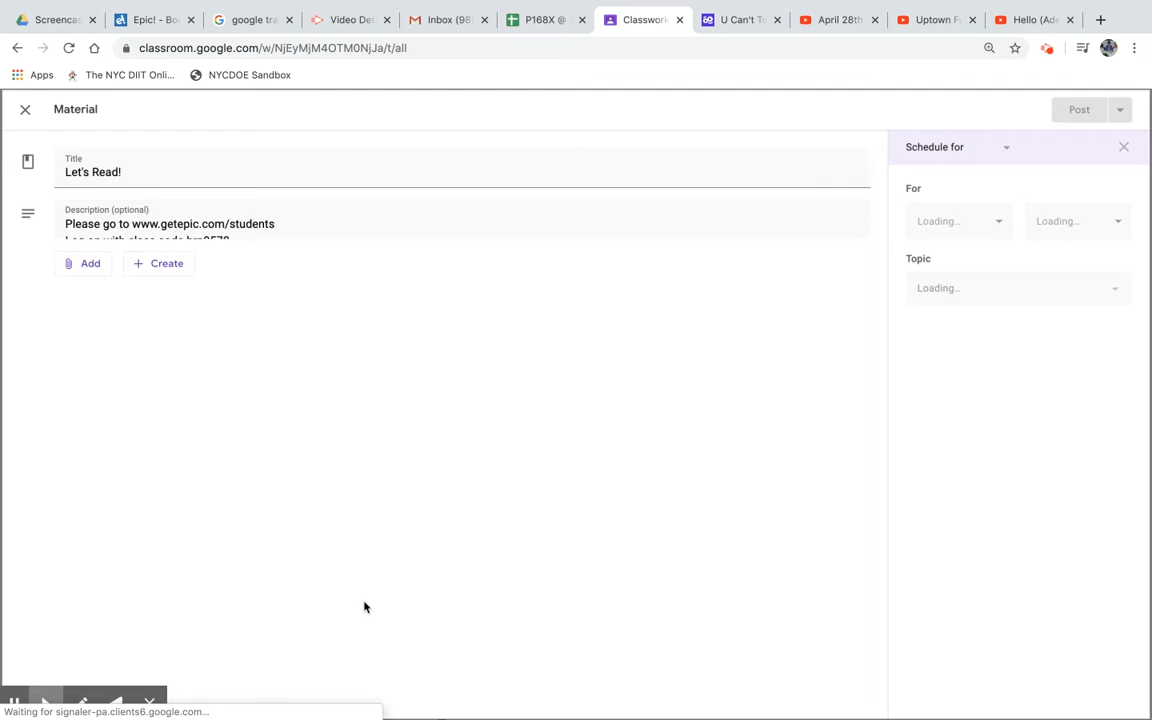 Screencas
Epic! - Bo
google tra
Video Det
Inbox (98)
P168X @
Classwork
U Can't To
April 28th
Uptown F
Hello (Ade
classroom.google.com/w/NjEyMjM4OTM0NjJa/t/all
Apps
The NYC DIIT Onli...
NYCDOE Sandbox
Material
Post
Title
Let's Read!
Schedule for
For
Description (optional)
Please go to www.getepic.com/students
Loading...
Loading...
Add
Create
Topic
Loading...
Waiting for signaler-pa.clients6.google.com...